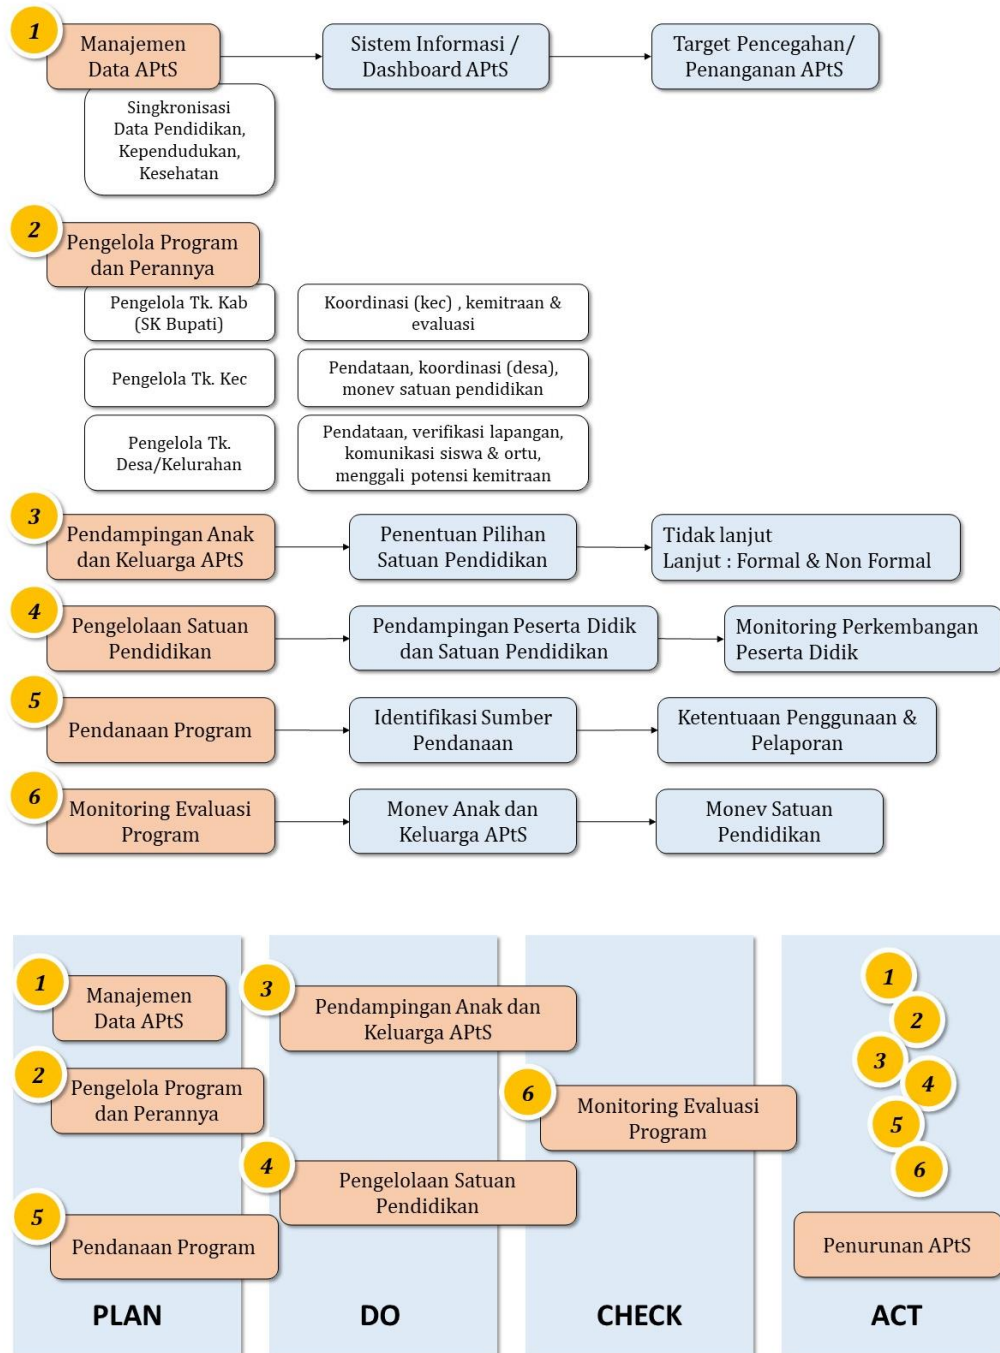 1
Manajemen
Data APtS
Sistem Informasi /
Dashboard APtS
Target Pencegahan/
Penanganan APtS
Singkronisasi
Data Pendidikan,
Kependudukan,
Kesehatan
2
Pengelola Program
dan Perannya
Pengelola Tk. Kab
(SK Bupati)
Koordinasi (kec) , kemitraan &
evaluasi
Pengelola Tk. Kec
Pendataan, koordinasi (desa),
monev satuan pendidikan
Pengelola Tk.
Desa/Kelurahan
Pendataan, verifikasi lapangan,
komunikasi siswa & ortu,
menggali potensi kemitraan
3
Pendampingan Anak
dan Keluarga APtS
Penentuan Pilihan
Satuan Pendidikan
Tidak lanjut
Lanjut : Formal & Non Formal
4
Pengelolaan Satuan
Pendidikan
Pendampingan Peserta Didik
dan Satuan Pendidikan
Monitoring Perkembangan
Peserta Didik
5
Pendanaan Program
Identifikasi Sumber
Pendanaan
Ketentuaan Penggunaan &
Pelaporan
6
Monitoring Evaluasi
Program
Monev Anak dan
Keluarga APtS
Monev Satuan
Pendidikan
1
Manajemen
Data APtS
2
Pengelola Program
dan Perannya
5
Pendanaan Program
PLAN
3
Pendampingan Anak dan
Keluarga APtS
4
Pengelolaan Satuan
Pendidikan
DO
6
Monitoring Evaluasi
Program
CHECK
1
2
3
4
5
6
Penurunan APtS
ACT